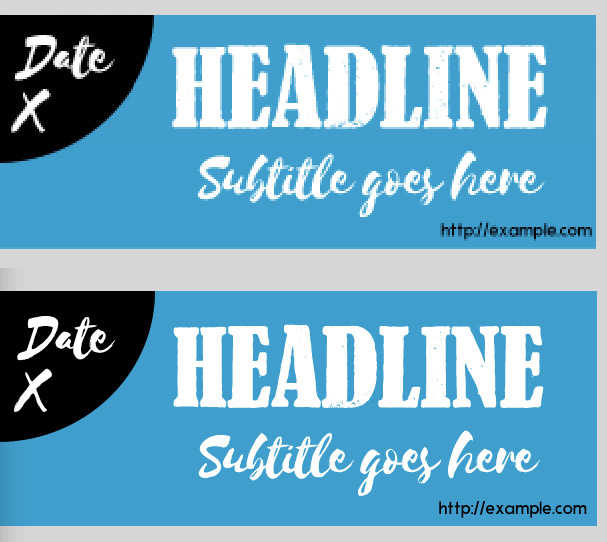 Date
X
HEADLINE
Subtitle goes here
http://example.com
Date
X
HEADLINE
Subtitle goes here
http://example.com